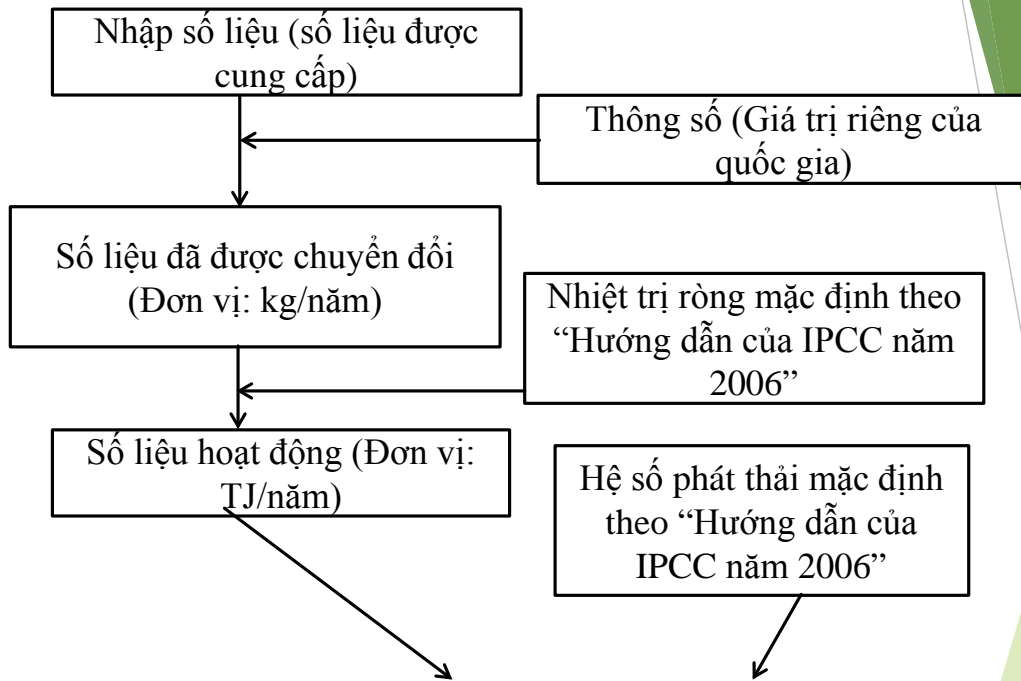 Nhập số liệu (số liệu được
cung cấp)
Thông số (Giá trị riêng của
quốc gia)
Số liệu đã được chuyển đổi
(Đơn vị: kg/năm)
Nhiệt trị ròng mặc định theo
“Hướng dẫn của IPCC năm
2006”
Số liệu hoạt động (Đơn vị:
TJ/năm)
Hệ số phát thải mặc định
theo “Hướng dẫn của
IPCC năm 2006”